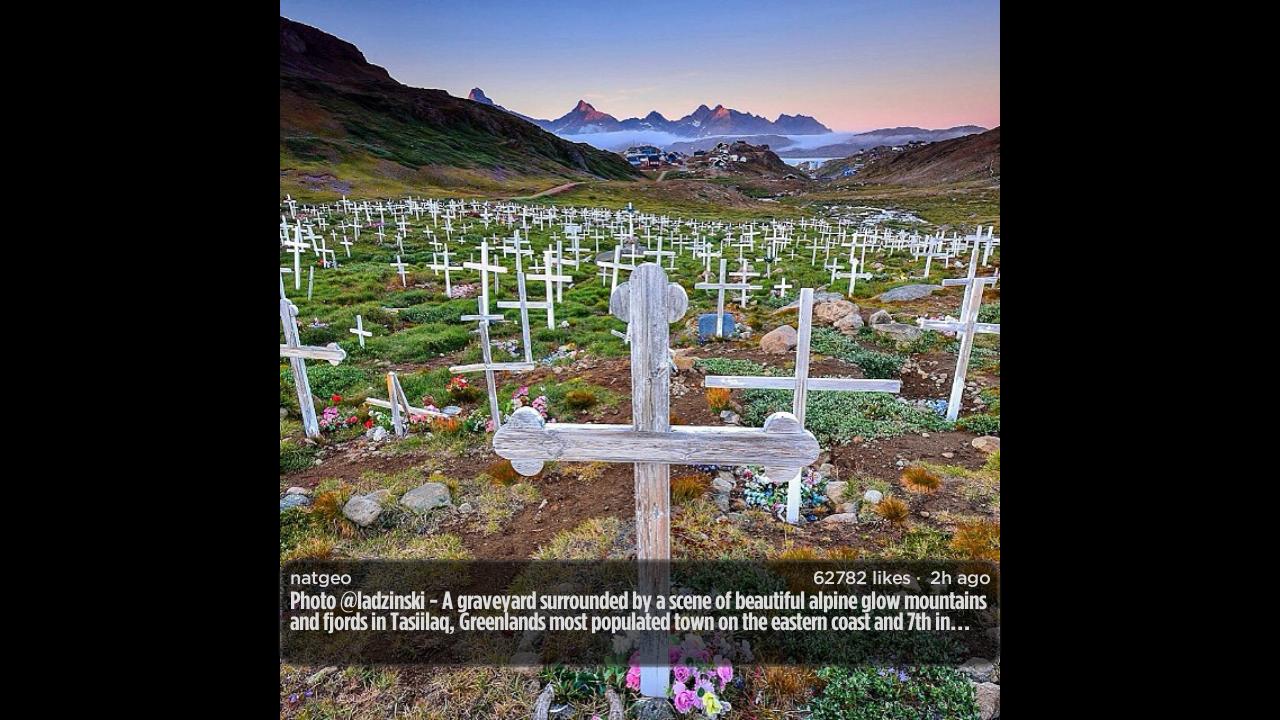 natgeo
62782 likes · 2h ago
Photo @ladzinski - A graveyard surrounded by a scene of beautiful alpine glow mountains
and fjords in Tasiilaq, Greenlands most populated town on the eastern coast and 7th in...